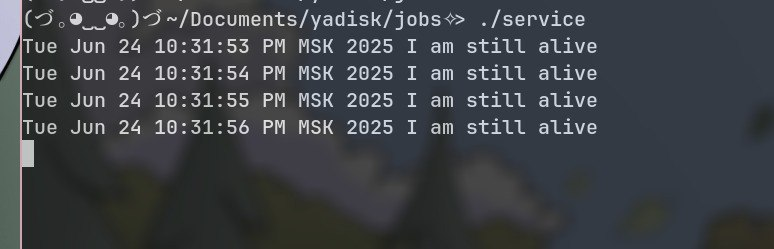 (づ｡◕‿‿◕｡)づ~/Documents/yadisk/jobs✧> ./service
Tue Jun 24 10:31:53 PM MSK 2025 I am still alive
Tue Jun 24 10:31:54 PM MSK 2025 I am still alive
Tue Jun 24 10:31:55 PM MSK 2025 I am still alive
Tue Jun 24 10:31:56 PM MSK 2025 I am still alive